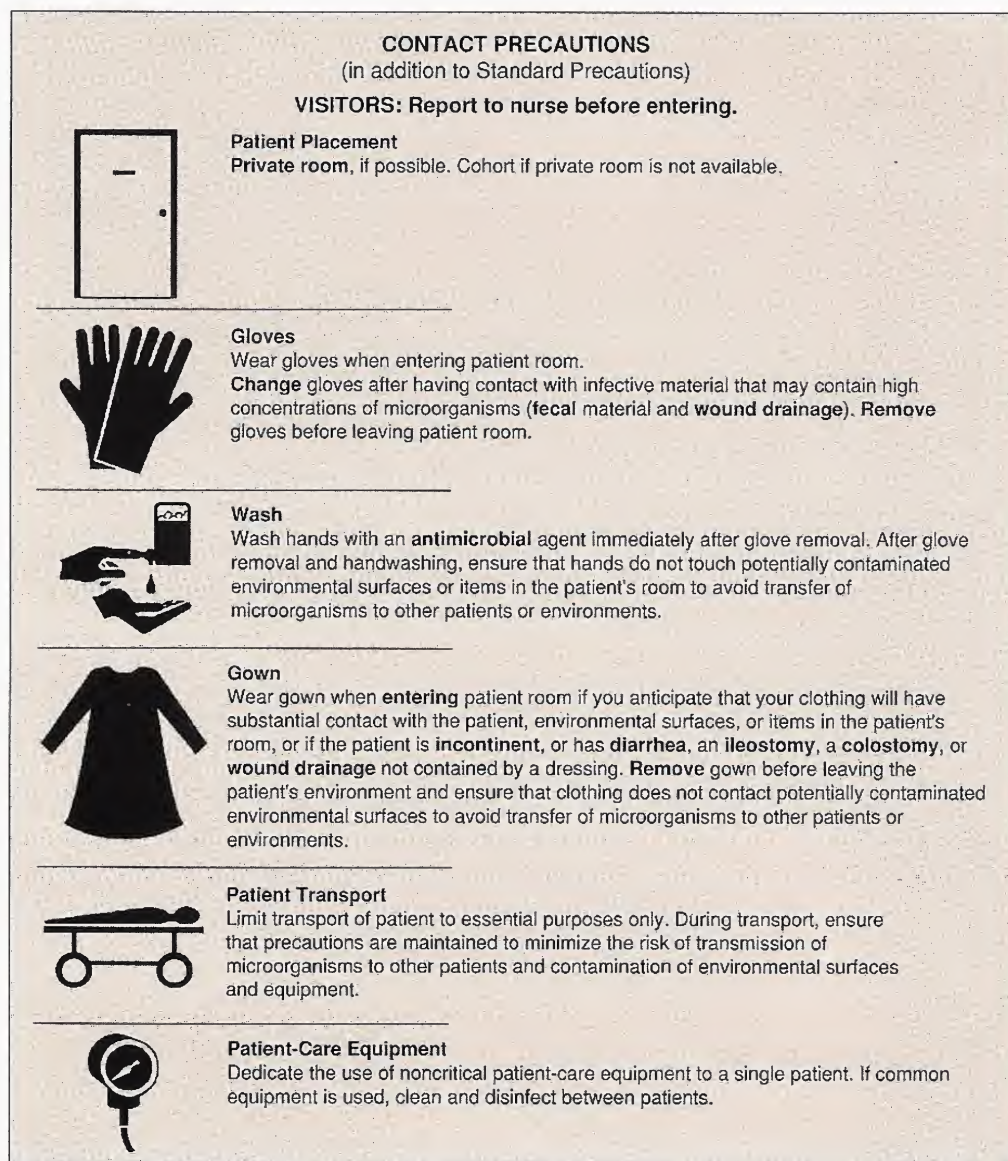 CONTACT PRECAUTIONS
(in addition to Standard Precautions)
VISITORS: Report to nurse before entering.
Patient Placement
Private room, if possible. Cohort if private room is not available.
Gloves
Wear gloves when entering patient room.
Change gloves after having contact with infective material that may contain high
concentrations of microorganisms (fecal material and wound drainage). Remove
gloves before leaving patient room.
Wash
Wash hands with an antimicrobial agent immediately after glove removal. After glove
removal and handwashing, ensure that hands do not touch potentially contaminated
environmental surfaces or items in the patient's room to avoid transfer of
microorganisms to other patients or environments.
Gown
Wear gown when entering patient room if you anticipate that your clothing will have
substantial contact with the patient, environmental surfaces, or items in the patient's
room, or if the patient is incontinent, or has diarrhea, an ileostomy, a colostomy, or
wound drainage not contained by a dressing. Remove gown before leaving the
patient's environment and ensure that clothing does not contact potentially contaminated
environmental surfaces to avoid transfer of microorganisms to other patients or
environments.
Patient Transport
Limit transport of patient to essential purposes only. During transport, ensure
that precautions are maintained to minimize the risk of transmission of
microorganisms to other patients and contamination of environmental surfaces
and equipment.
Patient-Care Equipment
Dedicate the use of noncritical patient-care equipment to a single patient. If common
equipment is used, clean and disinfect between patients.